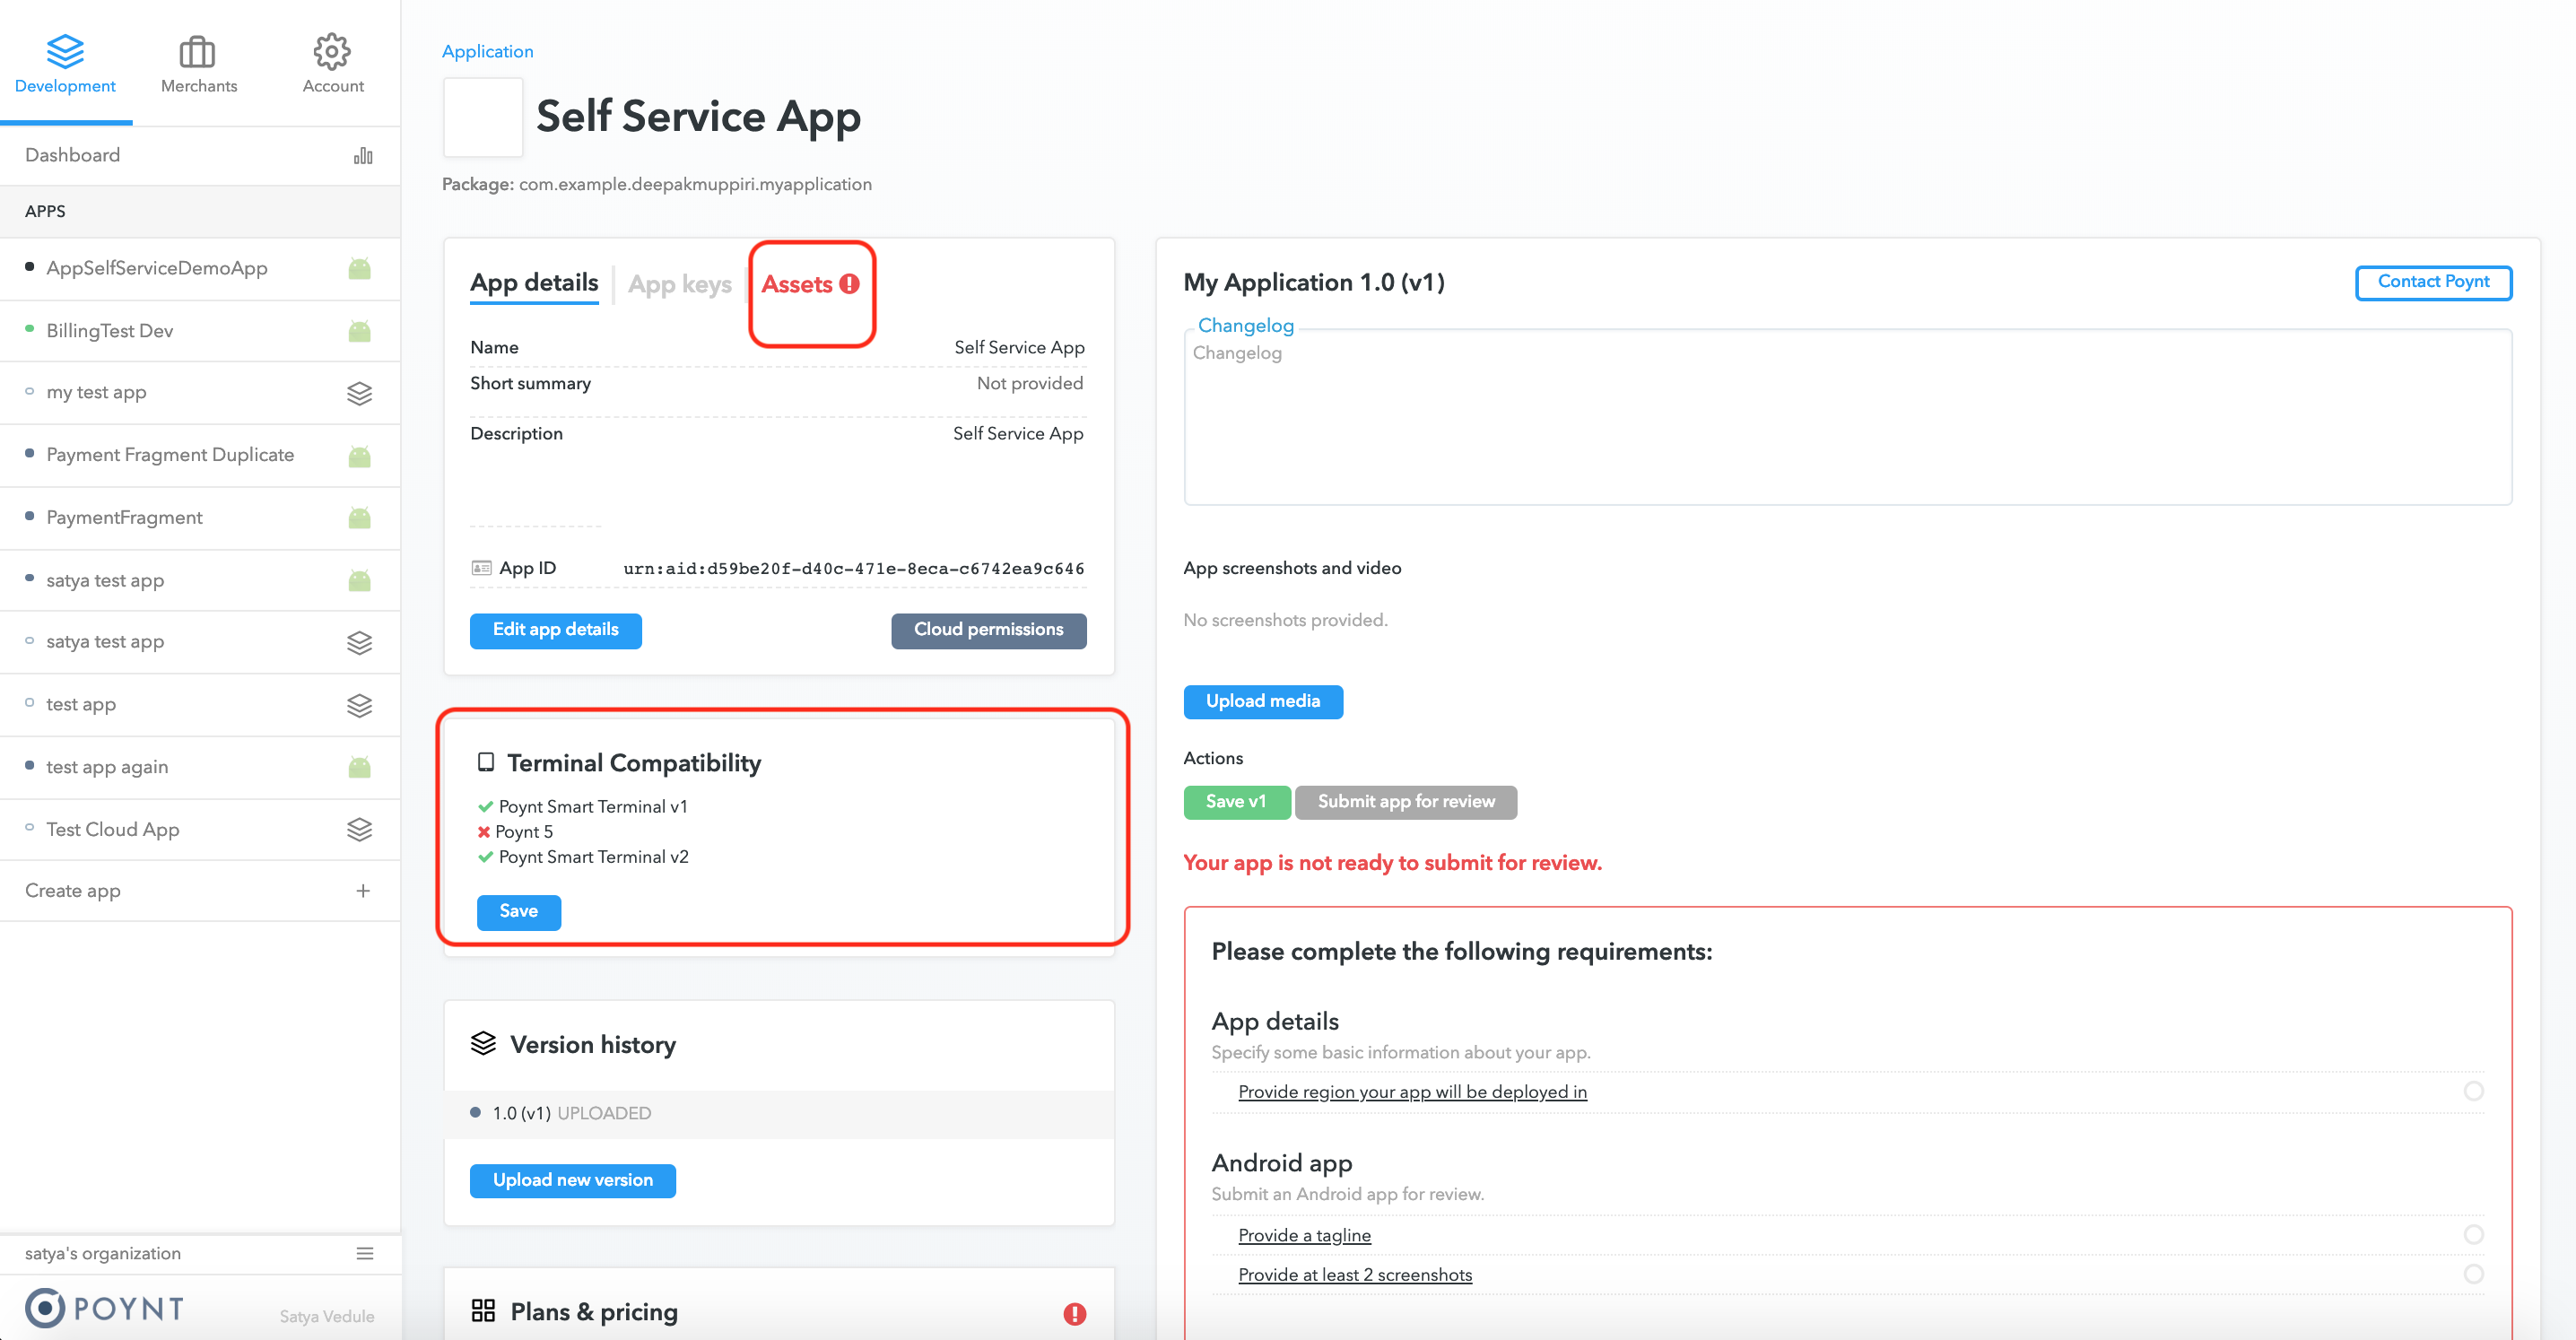 Development
Merchants
Account
Dashboard
APPS
AppSelfServiceDemoApp
BillingTest Dev
my test app
Payment Fragment Duplicate
PaymentFragment
satya test app
satya test app
test app
test app again
Test Cloud App
Create app
satya's organization
POYNT
Satya Vedule
Application
Self Service App
Package: com.example.deepakmuppiri.myapplication
App details
App keys
Assets
Name Self Service App
Short summary Not provided
Description Self Service App
App ID urn:aid:d59be20f-d40c-471e-8eca-c6742ea9c646
Edit app details
Cloud permissions
Terminal Compatibility
Poynt Smart Terminal v1
Poynt 5
Poynt Smart Terminal v2
Save
Version history
1.0 (v1) UPLOADED
Upload new version
Plans & pricing
My Application 1.0 (v1)
Contact Poynt
Changelog
Changelog
App screenshots and video
No screenshots provided.
Upload media
Actions
Save v1
Submit app for review
Your app is not ready to submit for review.
Please complete the following requirements:
App details
Specify some basic information about your app.
Provide region your app will be deployed in
Android app
Submit an Android app for review.
Provide a tagline
Provide at least 2 screenshots